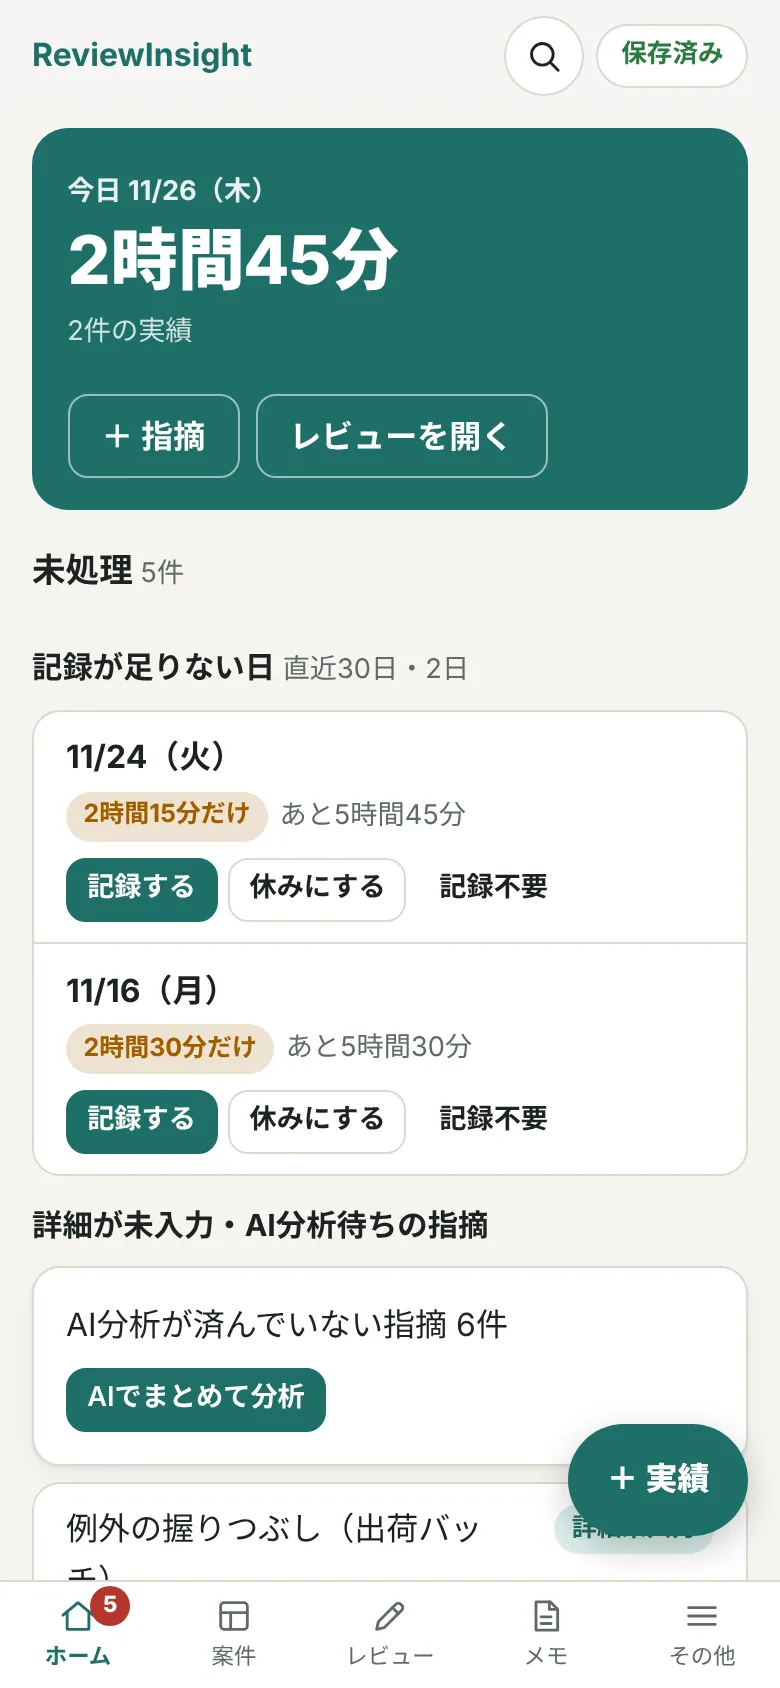 ReviewInsight
保存済み
今日 11/26（木）
2時間45分
2件の実績
＋ 指摘
レビューを開く
未処理 5件
記録が足りない日 直近30日・2日
11/24（火）
2時間15分だけ あと5時間45分
記録する 休みにする 記録不要
11/16（月）
2時間30分だけ あと5時間30分
記録する 休みにする 記録不要
詳細が未入力・AI分析待ちの指摘
AI分析が済んでいない指摘 6件
AIでまとめて分析
＋ 実績
例外の握りつぶし（出荷バッ
チ）
5
ホーム 案件 レビュー メモ その他